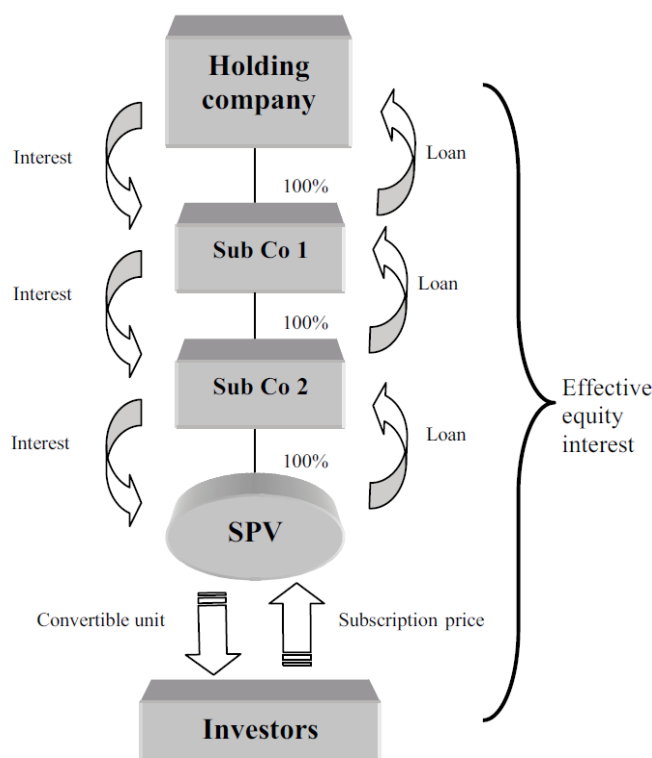 Holding
company
Interest
Loan
100%
Sub Co 1
Interest
Loan
100%
Sub Co 2
Effective
equity
interest
Interest
Loan
100%
SPV
Convertible unit
Subscription price
Investors